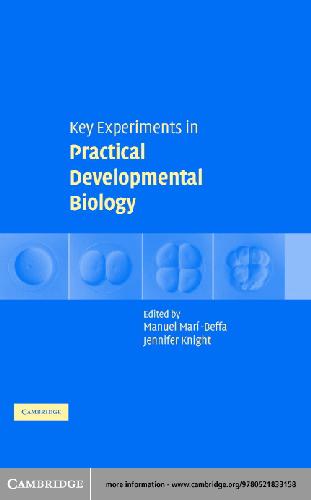 Key Experiments in
Practical
Developmental
Biology
Edited by
Manuel Marí-Beffa
Jennifer Knight
CAMBRIDGE
CAMBRIDGE
more information - www.cambridge.org/9780521833158